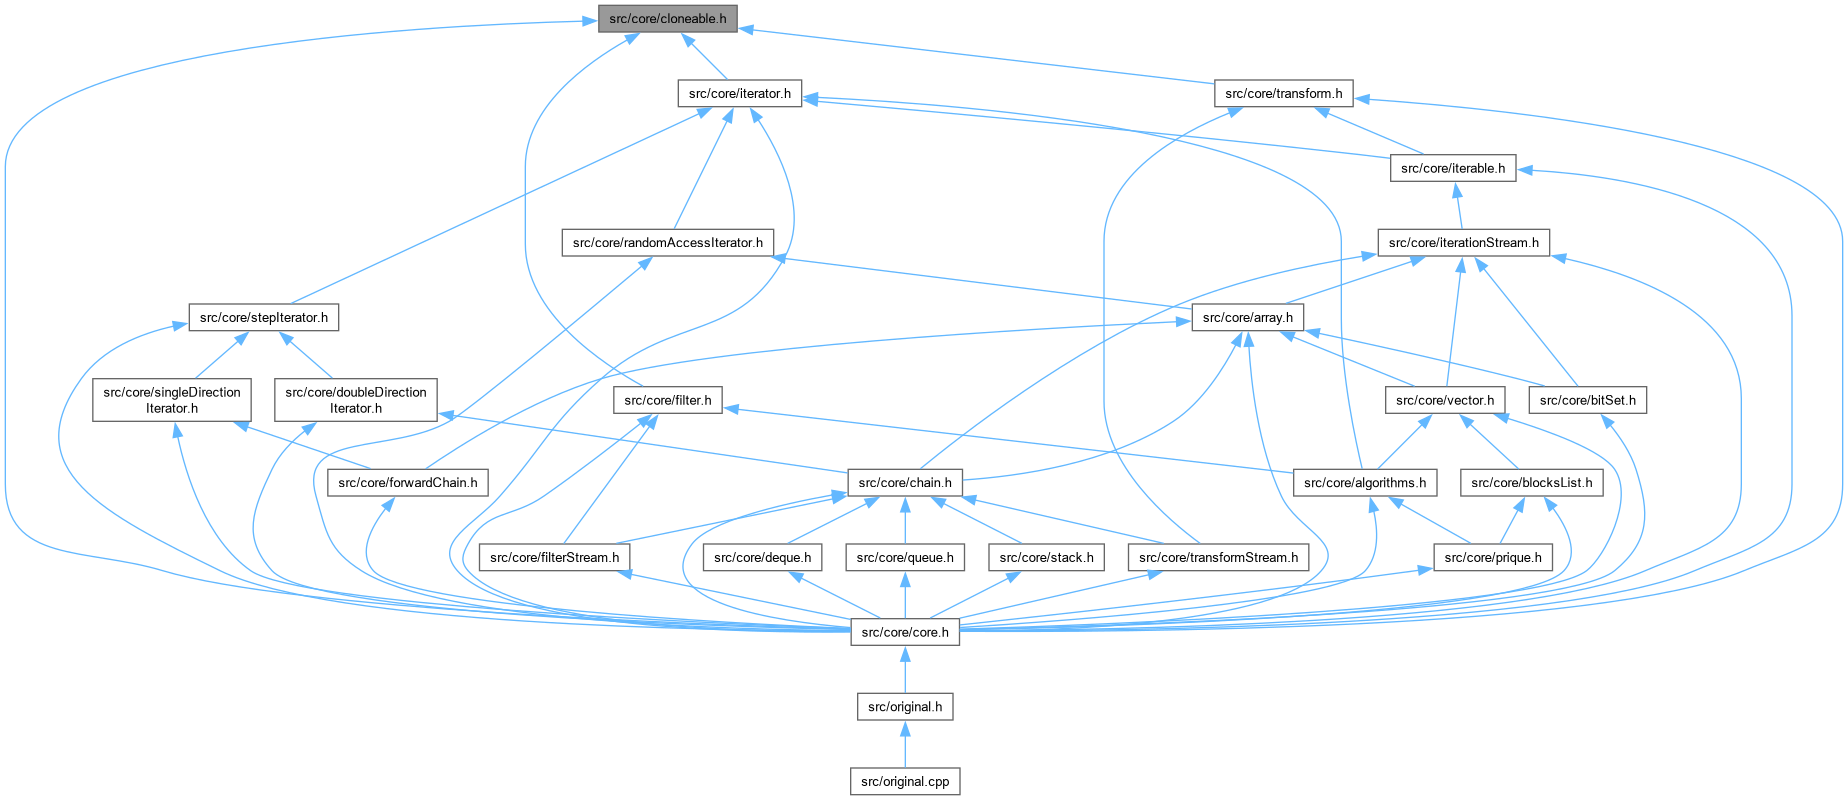 src/core/cloneable.h
src/core/iterator.h
src/core/transform.h
src/core/iterable.h
src/core/randomAccessIterator.h
src/core/iterationStream.h
src/core/stepIterator.h
src/core/array.h
src/core/singleDirection
Iterator.h
src/core/doubleDirection
Iterator.h
src/core/filter.h
src/core/vector.h
src/core/bitSet.h
src/core/forwardChain.h
src/core/chain.h
src/core/algorithms.h
src/core/blocksList.h
src/core/filterStream.h
src/core/deque.h
src/core/queue.h
src/core/stack.h
src/core/transformStream.h
src/core/prique.h
src/core/core.h
src/original.h
src/original.cpp